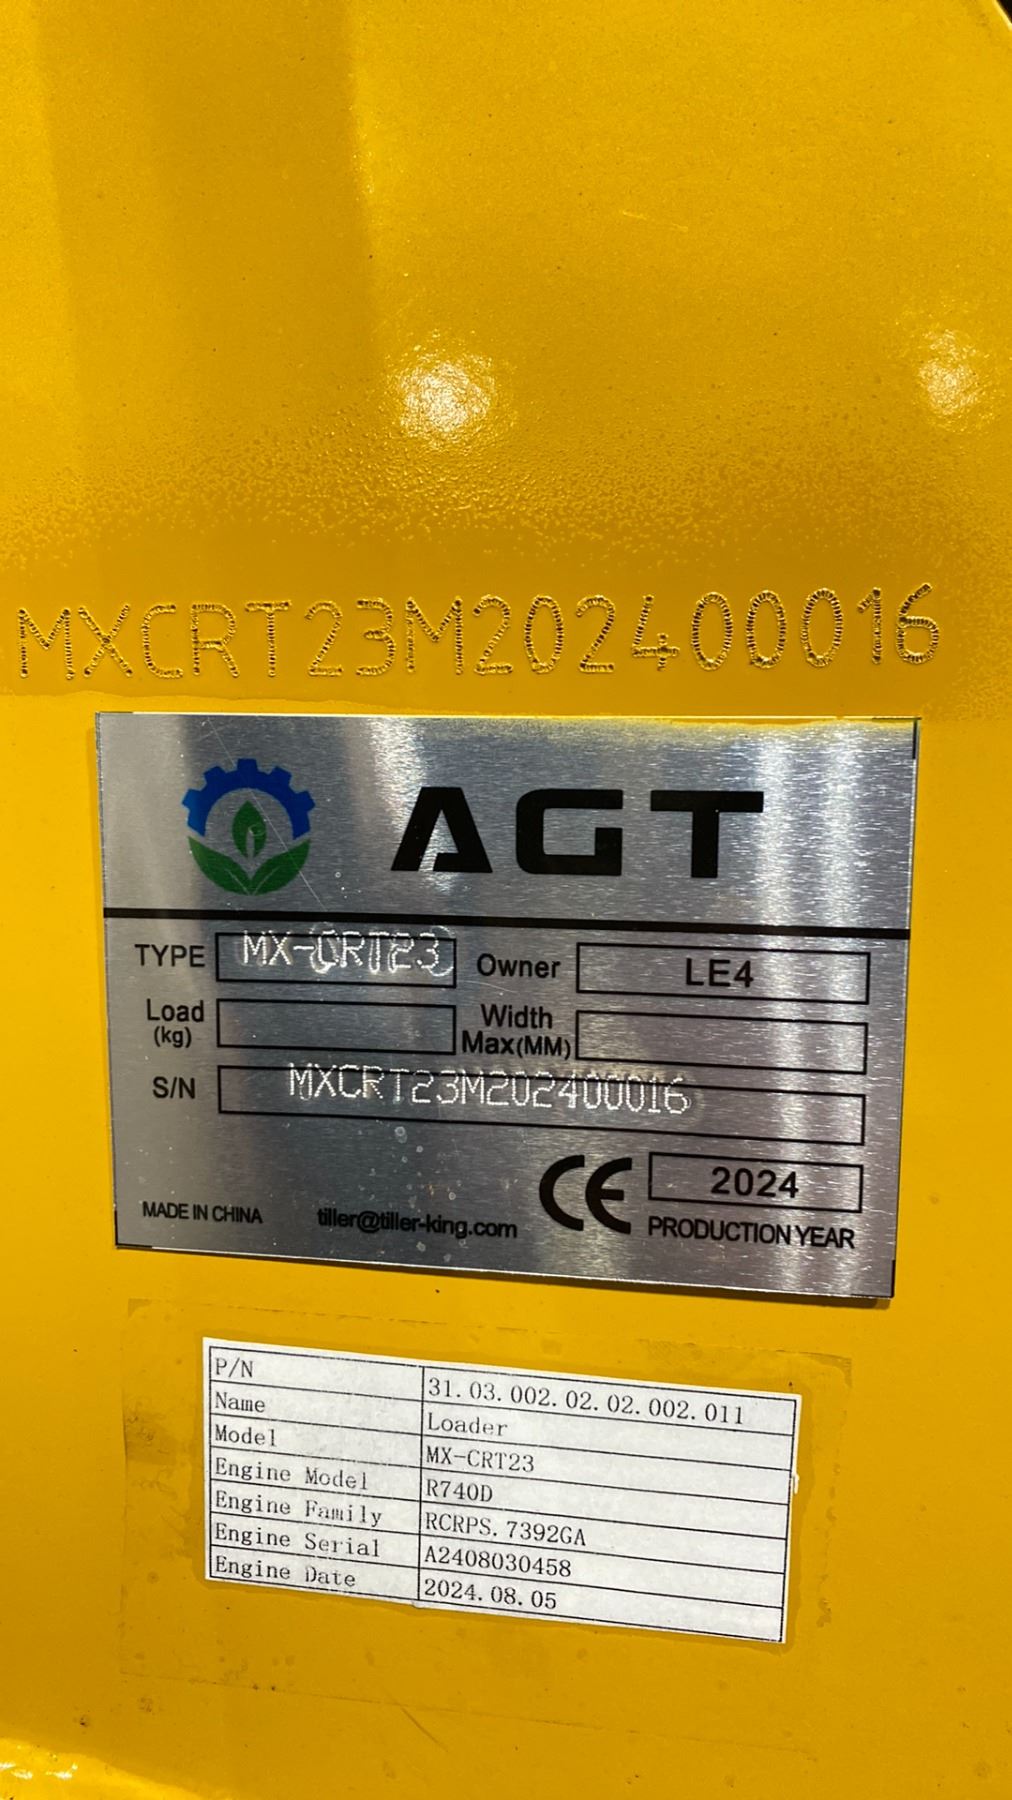 MXCRT23M202400016
AGT
TYPE MX-CRT23 Owner LE4
Load (kg) Width Max(MM)
S/N MXCRT23M202400016
CE 2024
MADE IN CHINA tiller@tiller-king.com PRODUCTION YEAR
P/N 31.03.002.02.02.002.011
Name Loader
Model MX-CRT23
Engine Model R740D
Engine Family RCRPS.7392GA
Engine Serial A2408030458
Engine Date 2024.08.05